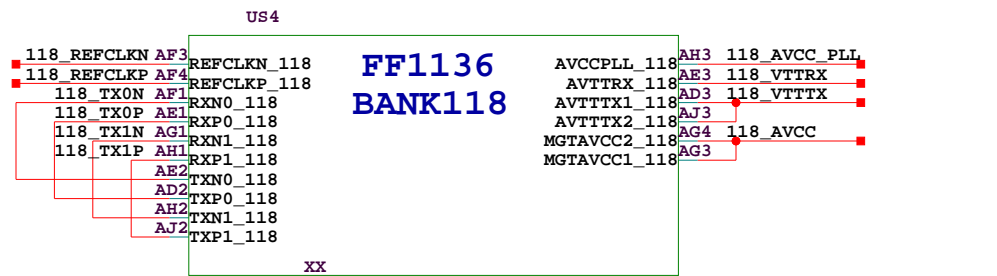 US4
118_REFCLKN AF3 REFCLKN_118
118_REFCLKP AF4 REFCLKP_118
118_TX0N AF1 RXN0_118
118_TX0P AE1 RXP0_118
118_TX1N AG1 RXN1_118
118_TX1P AH1 RXP1_118
AE2 TXN0_118
AD2 TXP0_118
AH2 TXN1_118
AJ2 TXP1_118
FF1136
BANK118
AVCCPLL_118 AH3 118_AVCC_PLL
AVTTRX_118 AE3 118_VTTRX
AVTTTX1_118 AD3 118_VTTTX
AVTTTX2_118 AJ3
MGTAVCC2_118 AG4 118_AVCC
MGTAVCC1_118 AG3
XX